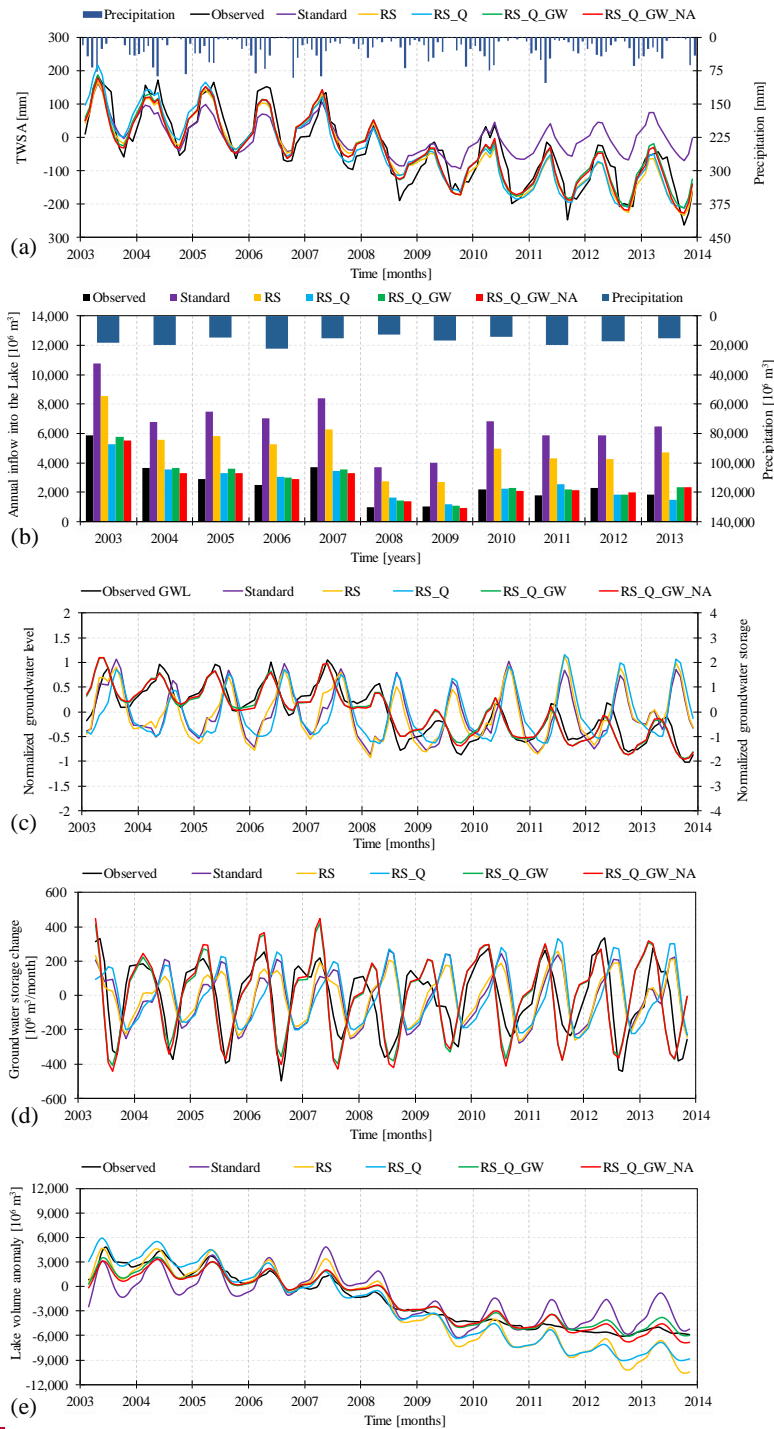 Precipitation Observed Standard RS RS_Q RS_Q_GW RS_Q_GW_NA
300 0
200 75
100 150
0 225
-100 300
-200 375
300 450
TWSA [mm]
Precipitation [mm]
2003 2004 2005 2006 2007 2008 2009 2010 2011 2012 2013 2014
(a)
Time [months]
Observed Standard RS RS_Q RS_Q_GW RS_Q_GW_NA Precipitation
14,000 0
12,000 20,000
10,000 40,000
8,000 60,000
6,000 80,000
4,000 100,000
2,000 120,000
0 140,000
Annual inflow into the Lake [10⁶ m³]
Precipitation [10⁶ m³]
2003 2004 2005 2006 2007 2008 2009 2010 2011 2012 2013
(b)
Time [years]
Observed GWL Standard RS RS_Q RS_Q_GW RS_Q_GW_NA
2 4
1.5 3
1 2
0.5 1
0 0
-0.5 -1
-1 -2
-1.5 -3
-2 -4
Normalized groundwater level
Normalized groundwater storage
2003 2004 2005 2006 2007 2008 2009 2010 2011 2012 2013 2014
(c)
Time [months]
Observed Standard RS RS_Q RS_Q_GW RS_Q_GW_NA
600
400
200
0
-200
-400
-600
Groundwater storage change
[10⁶ m³/month]
2003 2004 2005 2006 2007 2008 2009 2010 2011 2012 2013 2014
(d)
Time [months]
Observed Standard RS RS_Q RS_Q_GW RS_Q_GW_NA
12,000
9,000
6,000
3,000
0
-3,000
-6,000
-9,000
-12,000
Lake volume anomaly [10⁶ m³]
2003 2004 2005 2006 2007 2008 2009 2010 2011 2012 2013 2014
(e)
Time [months]